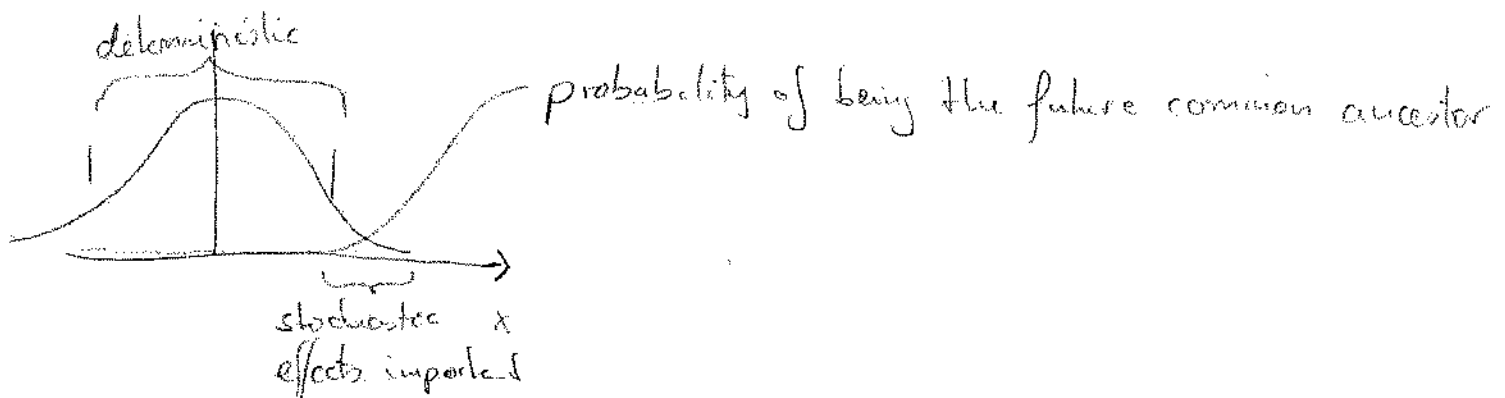 deterministic
probability of being the future common ancestor
stochastic x
effects important